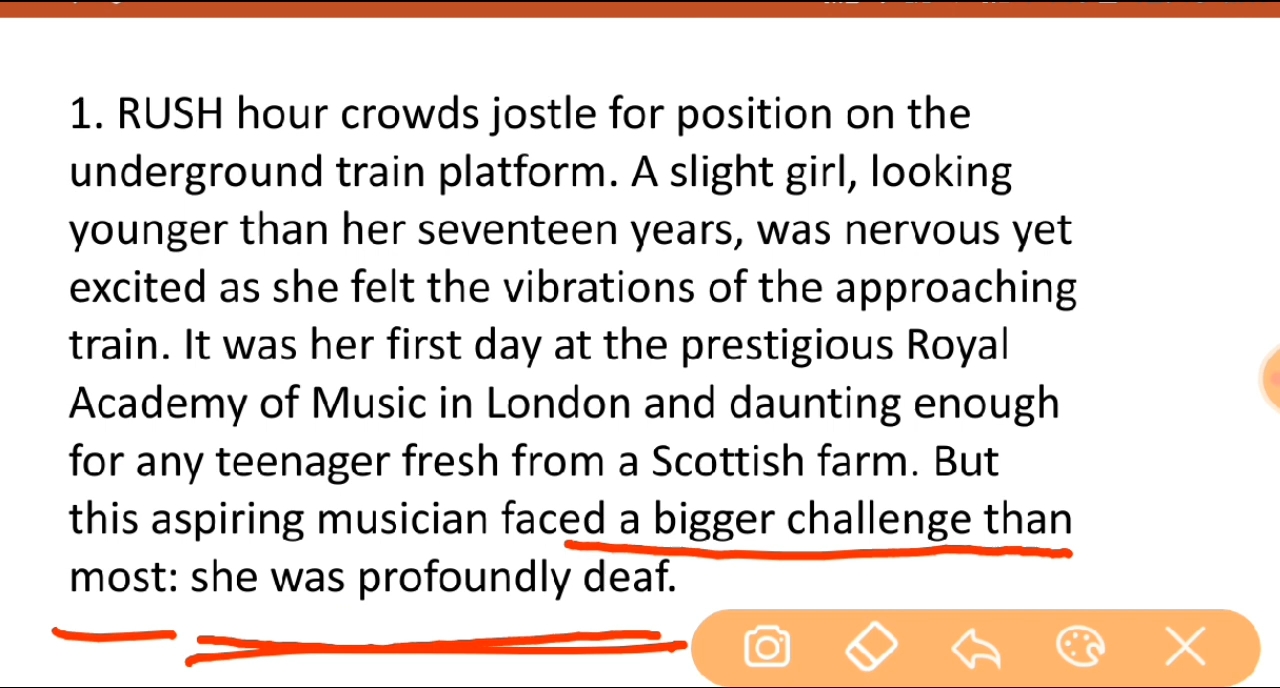 1. RUSH hour crowds jostle for position on the
underground train platform. A slight girl, looking
younger than her seventeen years, was nervous yet
excited as she felt the vibrations of the approaching
train. It was her first day at the prestigious Royal
Academy of Music in London and daunting enough
for any teenager fresh from a Scottish farm. But
this aspiring musician faced a bigger challenge than
most: she was profoundly deaf.